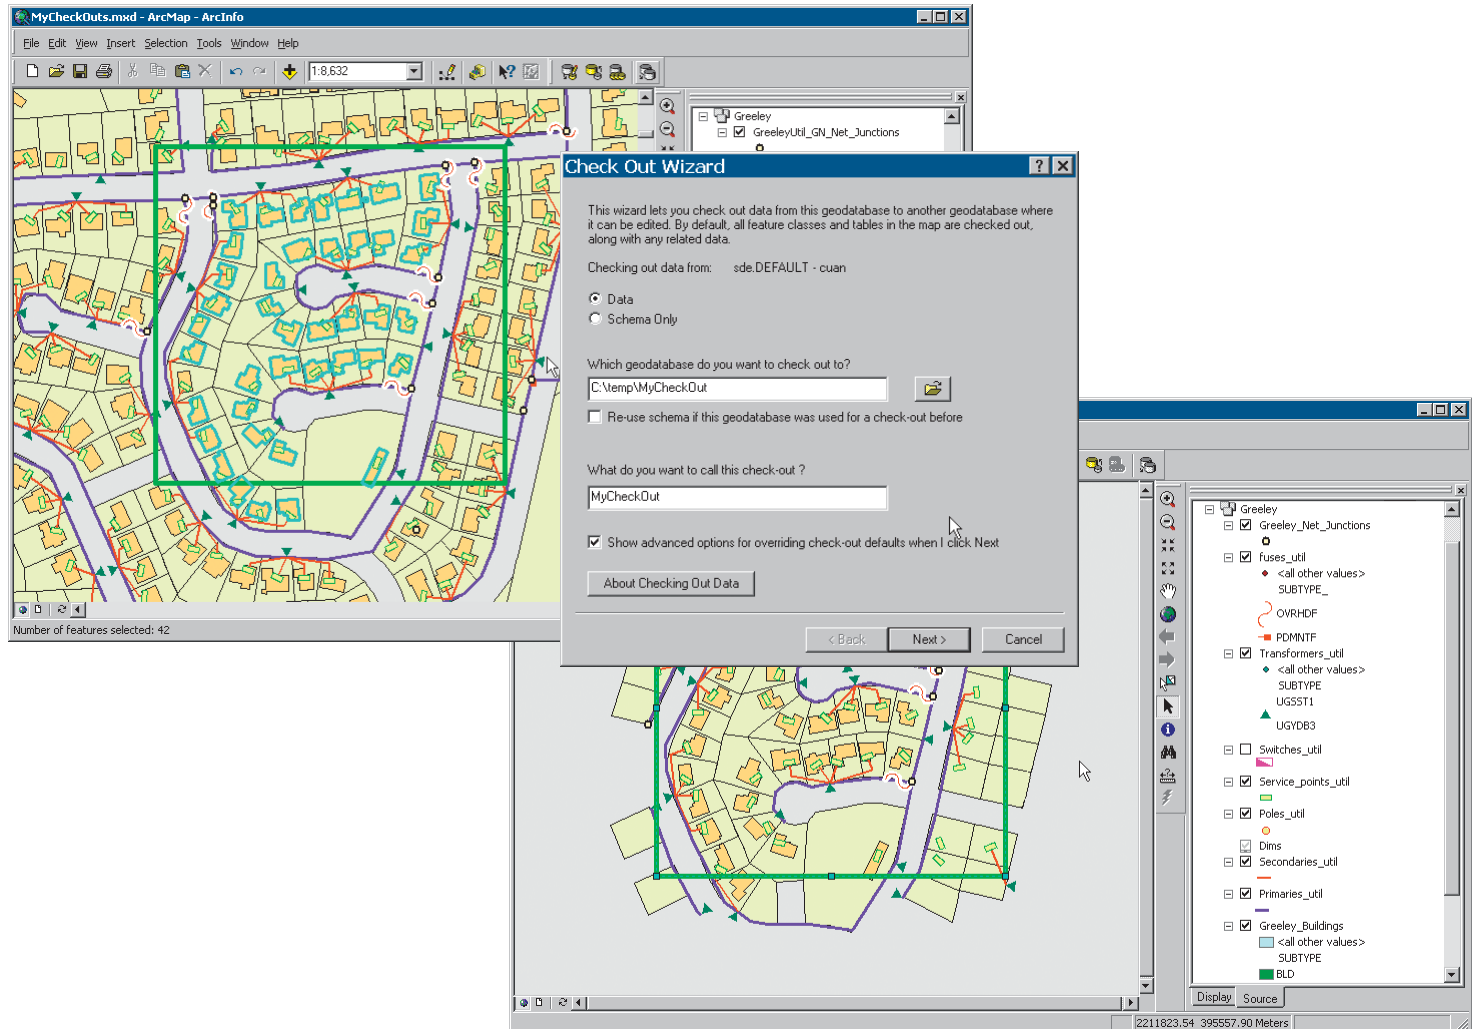 MyCheckOuts.mxd - ArcMap - ArcInfo
File Edit View Insert Selection Tools Window Help
1:8,632
Greeley
GreeleyUtil_GN_Net_Junctions
Number of features selected: 42
Check Out Wizard
This wizard lets you check out data from this geodatabase to another geodatabase where
it can be edited. By default, all feature classes and tables in the map are checked out,
along with any related data.
Checking out data from: sde.DEFAULT - cuan
Data
Schema Only
Which geodatabase do you want to check out to?
C:\temp\MyCheckOut
Re-use schema if this geodatabase was used for a check-out before
What do you want to call this check-out ?
MyCheckOut
Show advanced options for overriding check-out defaults when I click Next
About Checking Out Data
< Back Next > Cancel
Greeley
Greeley_Net_Junctions
fuses_util
<all other values>
SUBTYPE_
OVRHDF
PDMNTF
Transformers_util
<all other values>
SUBTYPE
UGSST1
UGYDB3
Switches_util
Service_points_util
Poles_util
Dims
Secondaries_util
Primaries_util
Greeley_Buildings
<all other values>
SUBTYPE
BLD
Display Source
2211823.54 395557.90 Meters